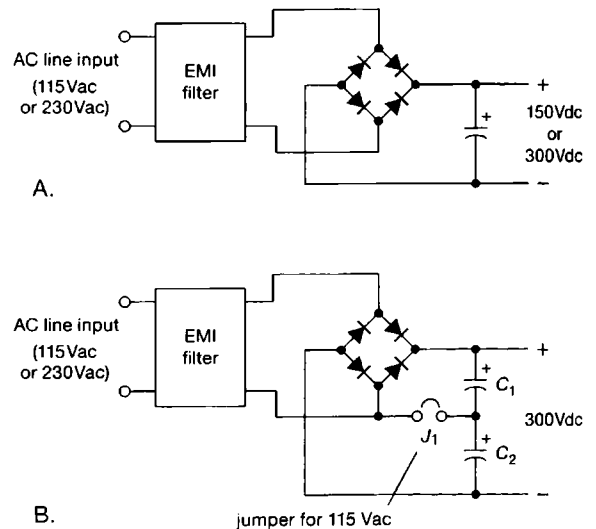 AC line input
(115Vac
or 230Vac)
EMI
filter
+
+
150Vdc
or
300Vdc
−
A.
AC line input
(115Vac
or 230Vac)
EMI
filter
+
+
C1
300Vdc
J1
+
C2
−
B.
jumper for 115 Vac